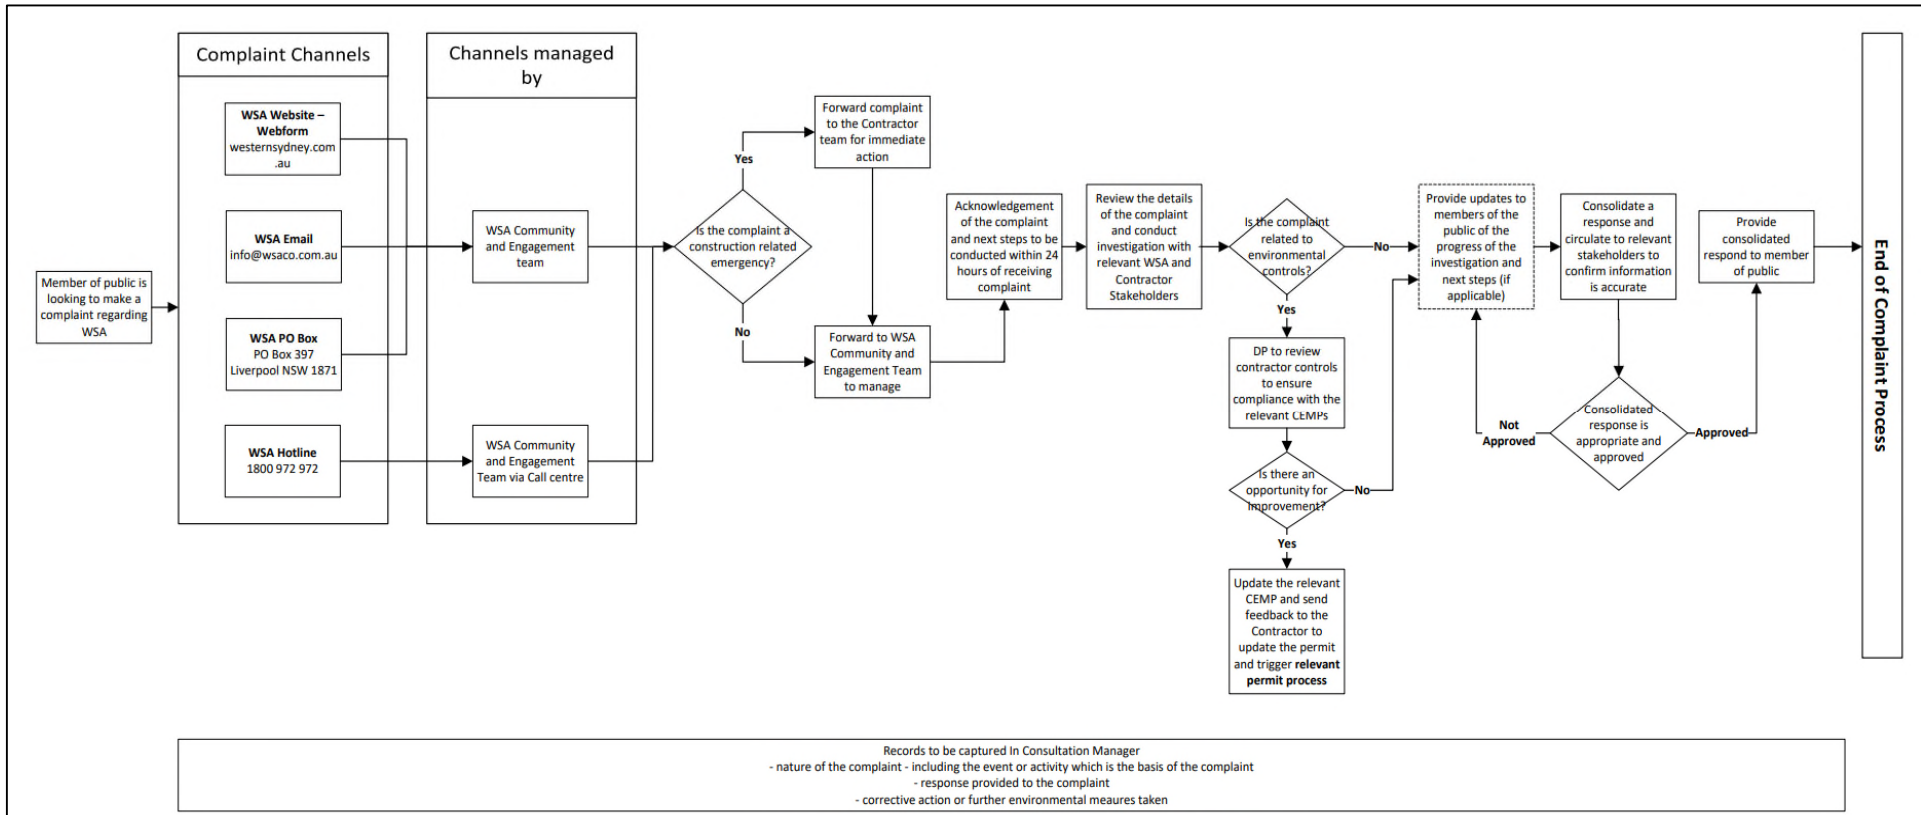 Complaint Channels
Channels managed
by
WSA Website –
Webform
westernsydney.com
.au
WSA Email
info@wsaco.com.au
WSA PO Box
PO Box 397
Liverpool NSW 1871
WSA Hotline
1800 972 972
Member of public is
looking to make a
complaint regarding
WSA
WSA Community
and Engagement
team
WSA Community
and Engagement
Team via Call centre
Is the complaint a
construction related
emergency?
Yes
No
Forward complaint
to the Contractor
team for immediate
action
Forward to WSA
Community and
Engagement Team
to manage
Acknowledgement
of the complaint
and next steps to be
conducted within 24
hours of receiving
complaint
Review the details
of the complaint
and conduct
investigation with
relevant WSA and
Contractor
Stakeholders
Is the complaint
related to
environmental
controls?
No
Yes
DP to review
contractor controls
to ensure
compliance with the
relevant CEMPs
Is there an
opportunity for
improvement?
No
Yes
Update the relevant
CEMP and send
feedback to the
Contractor to
update the permit
and trigger relevant
permit process
Provide updates to
members of the
public of the
progress of the
investigation and
next steps (if
applicable)
Consolidate a
response and
circulate to relevant
stakeholders to
confirm information
is accurate
Consolidated
response is
appropriate and
approved
Not
Approved
Approved
Provide
consolidated
respond to member
of public
End of Complaint Process
Records to be captured In Consultation Manager
- nature of the complaint - including the event or activity which is the basis of the complaint
- response provided to the complaint
- corrective action or further environmental meaures taken